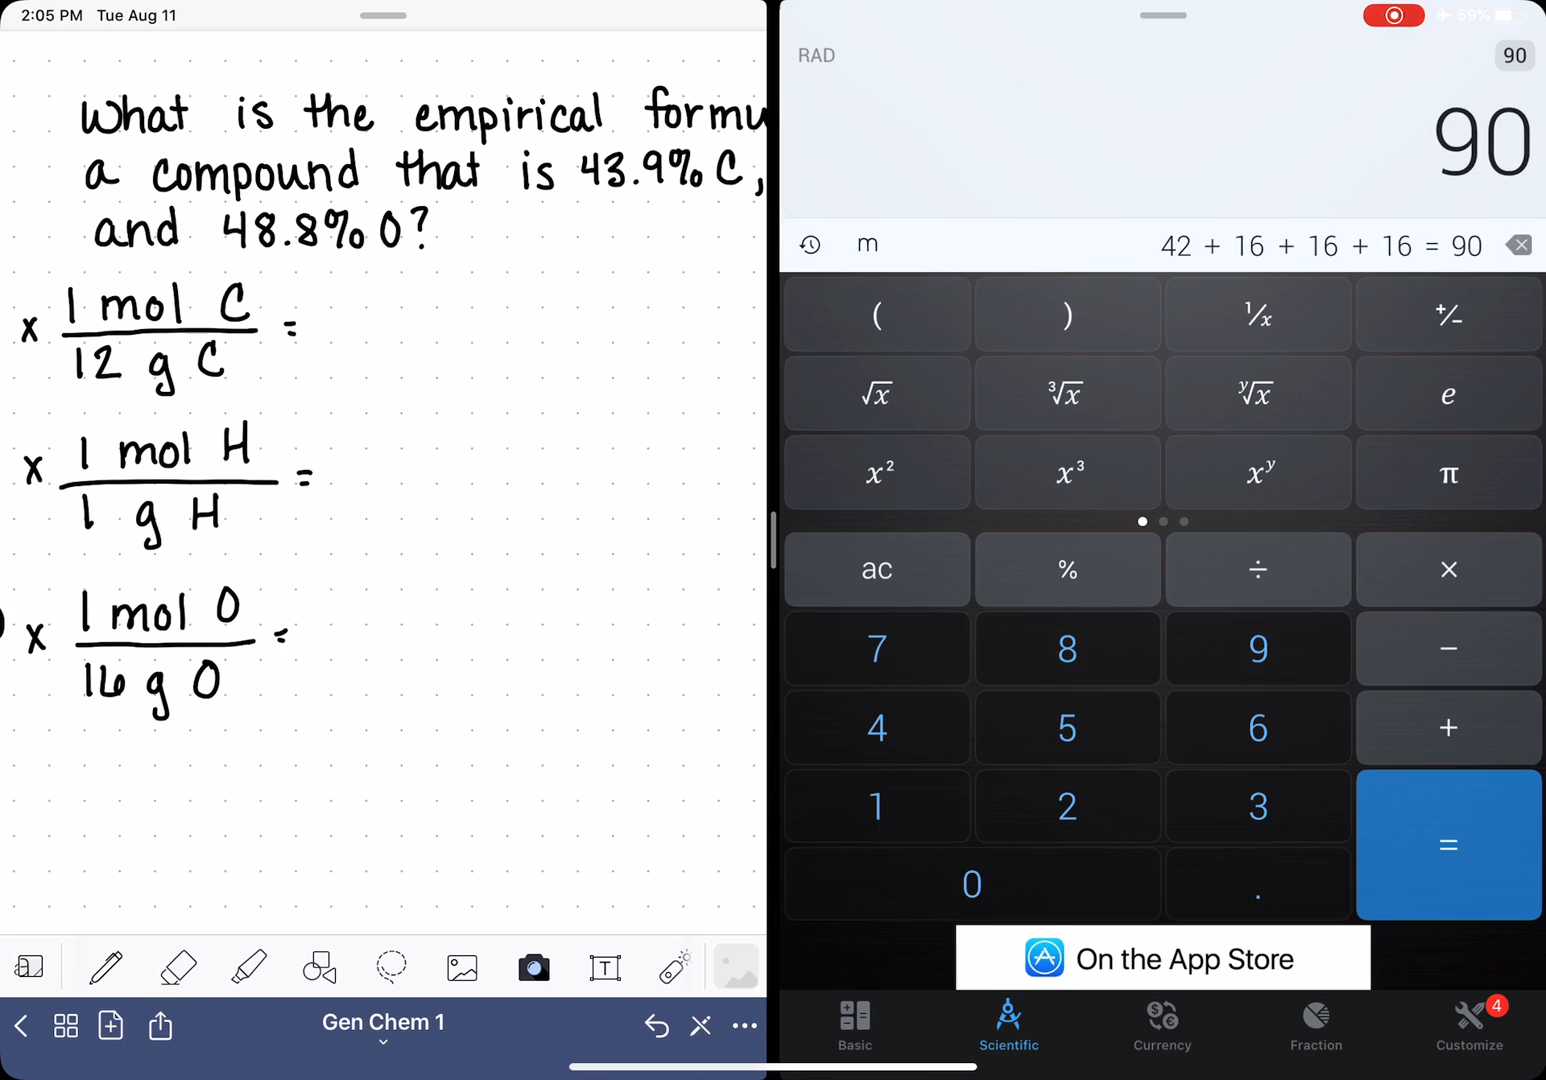 2:05 PM Tue Aug 11
59%
What is the empirical formu
a compound that is 43.9% C,
and 48.8% O?
x 1 mol C =
12 g C
x 1 mol H =
1 g H
x 1 mol O =
16 g O
T
Gen Chem 1
RAD
90
90
m
42 + 16 + 16 + 16 = 90
( ) 1/x +/−
√x ³√x ʸ√x e
x² x³ xʸ π
ac % ÷ ×
7 8 9 −
4 5 6 +
1 2 3 =
0 .
On the App Store
4
Basic Scientific Currency Fraction Customize